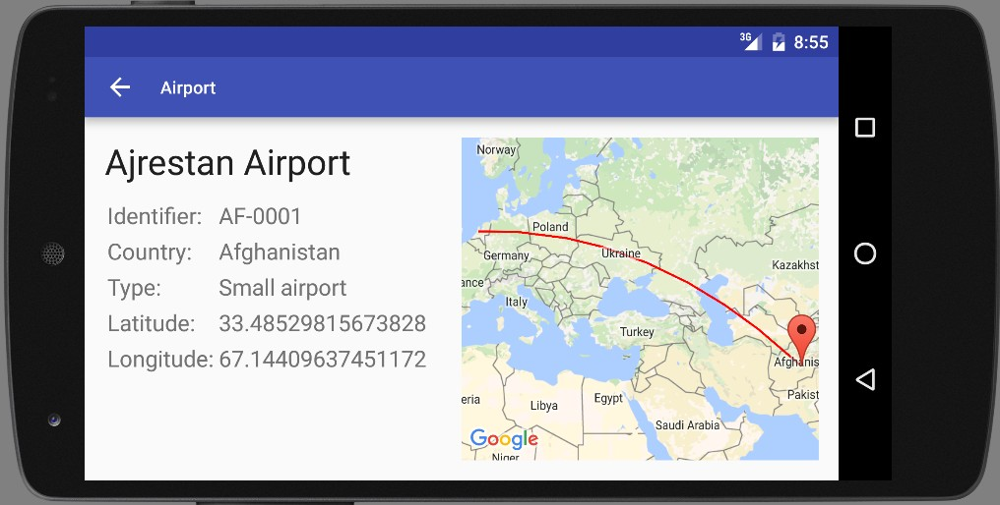 3G 8:55
Airport
Ajrestan Airport
Identifier: AF-0001
Country: Afghanistan
Type: Small airport
Latitude: 33.48529815673828
Longitude: 67.14409637451172
Norway
Poland
Germany
Ukraine
Kazakhst
ance
Italy
Turkey
Afghanis
Pakist
eria
Libya
Egypt
Saudi Arabia
Google
Niger